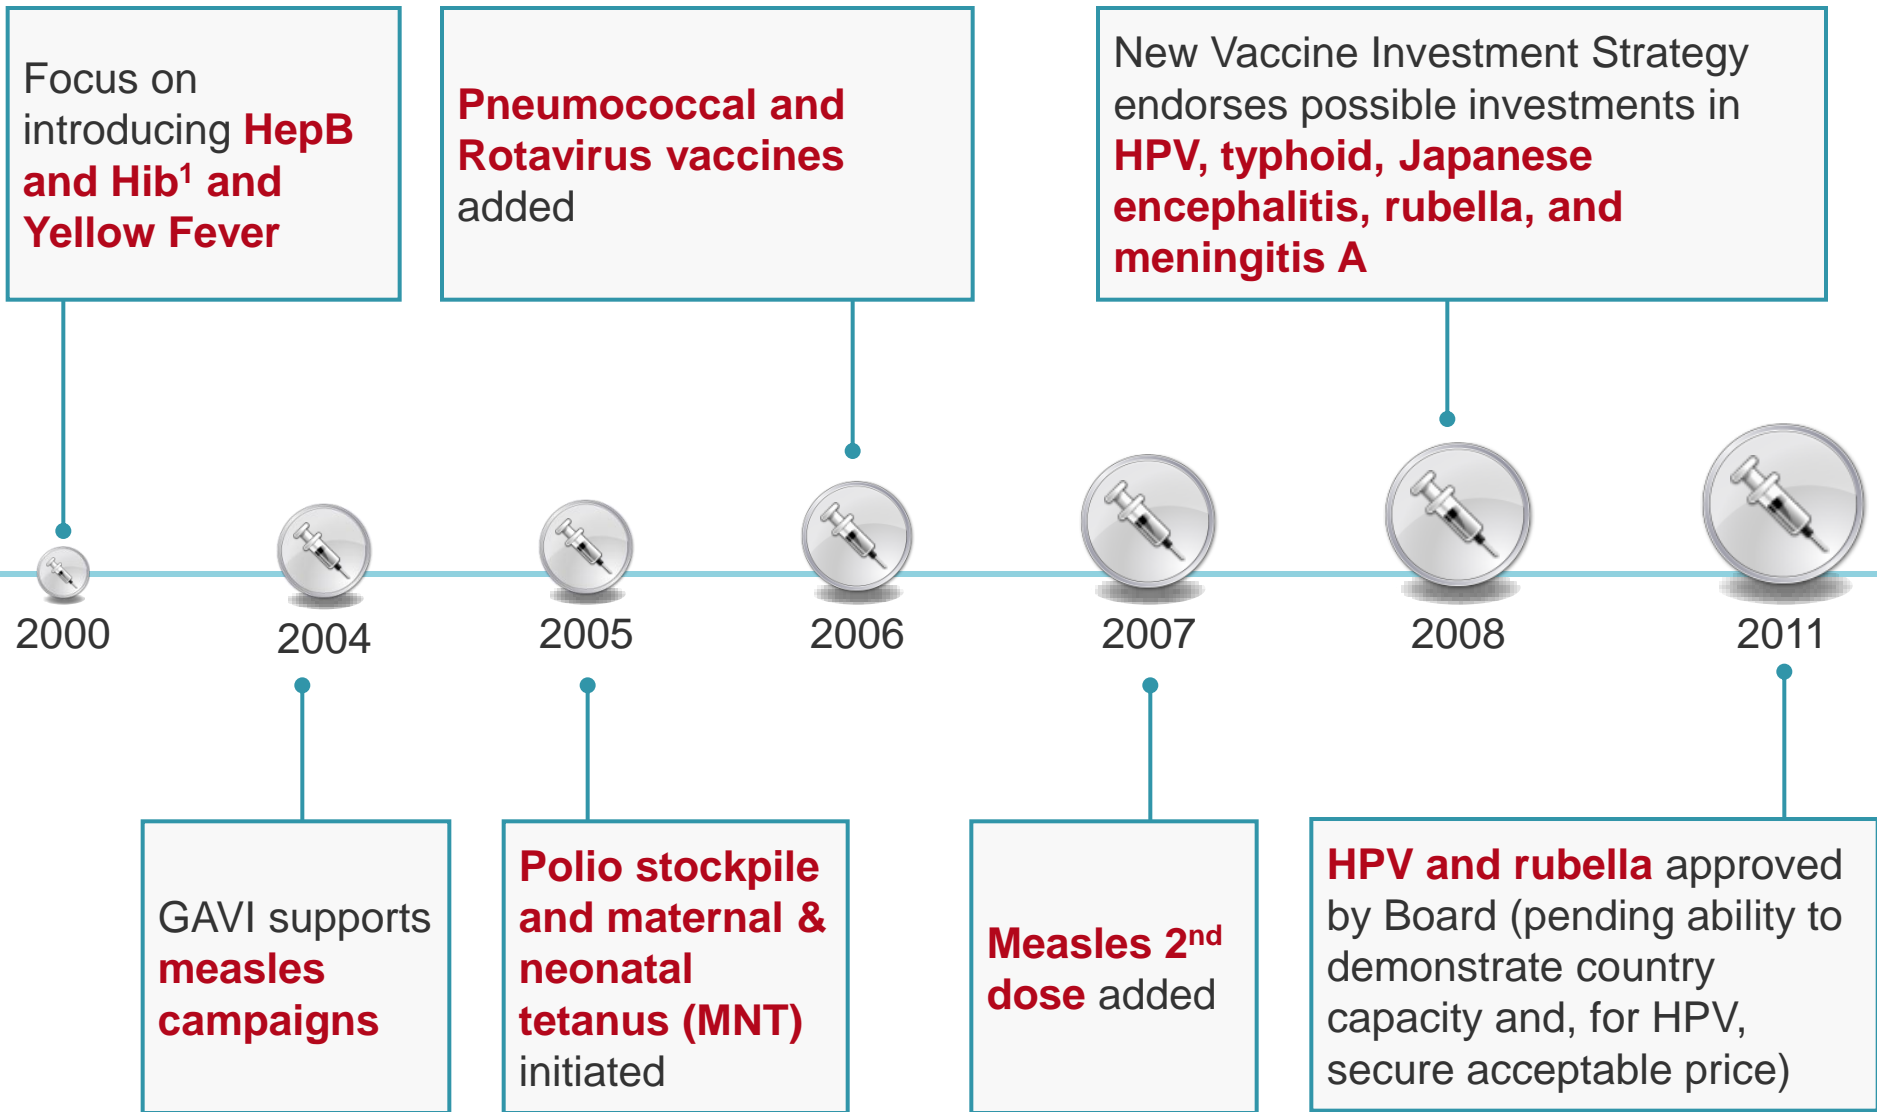 Focus on
introducing HepB
and Hib¹ and
Yellow Fever
Pneumococcal and
Rotavirus vaccines
added
New Vaccine Investment Strategy
endorses possible investments in
HPV, typhoid, Japanese
encephalitis, rubella, and
meningitis A
2000
2004
2005
2006
2007
2008
2011
GAVI supports
measles
campaigns
Polio stockpile
and maternal &
neonatal
tetanus (MNT)
initiated
Measles 2nd
dose added
HPV and rubella approved
by Board (pending ability to
demonstrate country
capacity and, for HPV,
secure acceptable price)